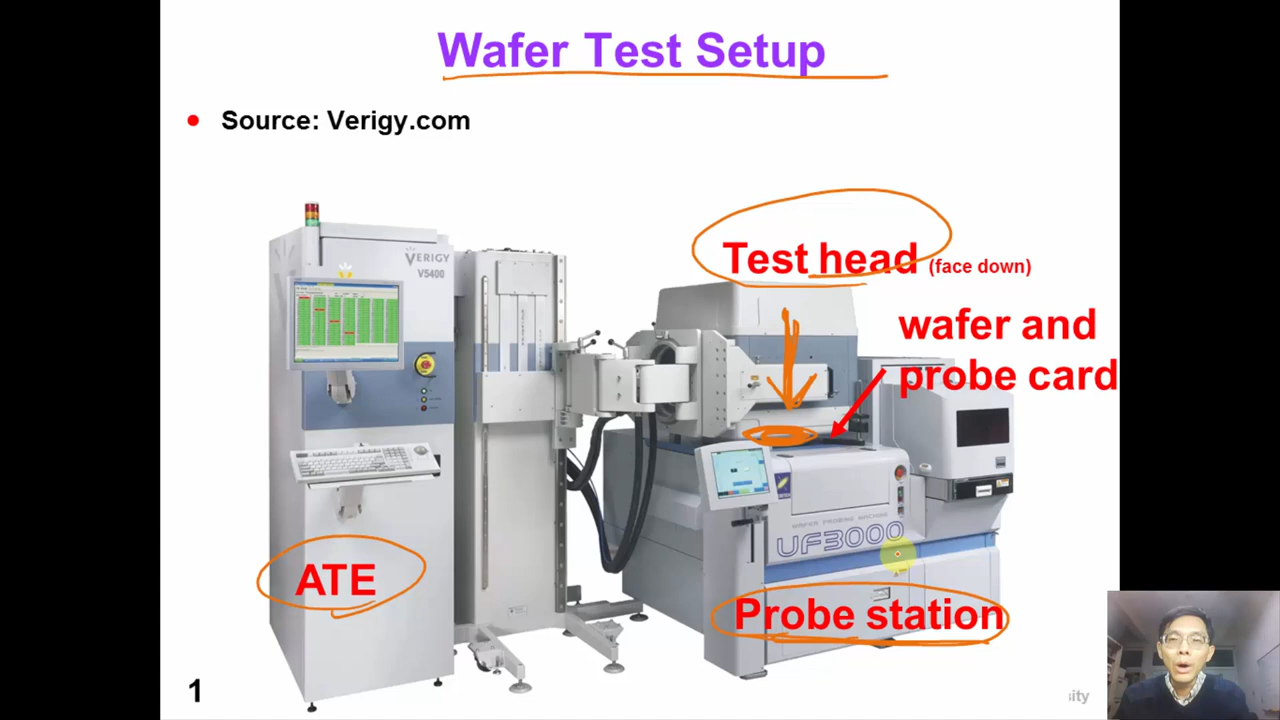 Wafer Test Setup
Source: Verigy.com
VERIGY
V5400
Test head (face down)
wafer and
probe card
WAFER PROBING MACHINE
UF3000
ATE
Probe station
1
sity